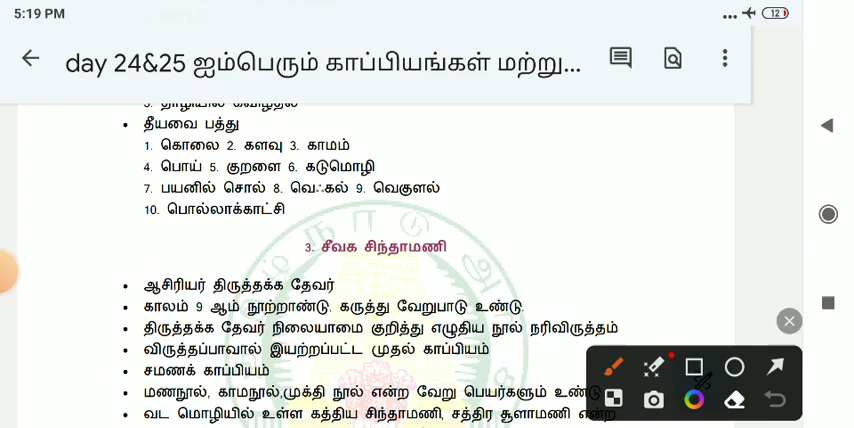 5:19 PM
12
day 24&25 ஐம்பெரும் காப்பியங்கள் மற்று...
தீயவை பத்து
1. கொலை 2. களவு 3. காமம்
4. பொய் 5. குறளை 6. கடுமொழி
7. பயனில் சொல் 8. வெஃகல் 9. வெகுளல்
10. பொல்லாக்காட்சி
3. சீவக சிந்தாமணி
ஆசிரியர் திருத்தக்க தேவர்
காலம் 9 ஆம் நூற்றாண்டு. கருத்து வேறுபாடு உண்டு.
திருத்தக்க தேவர் நிலையாமை குறித்து எழுதிய நூல் நரிவிருத்தம்
விருத்தப்பாவால் இயற்றப்பட்ட முதல் காப்பியம்
சமணக் காப்பியம்
மணநூல், காமநூல்,முக்தி நூல் என்ற வேறு பெயர்களும் உண்டு
வட மொழியில் உள்ள கத்திய சிந்தாமணி, சத்திர சூளாமணி என்ற